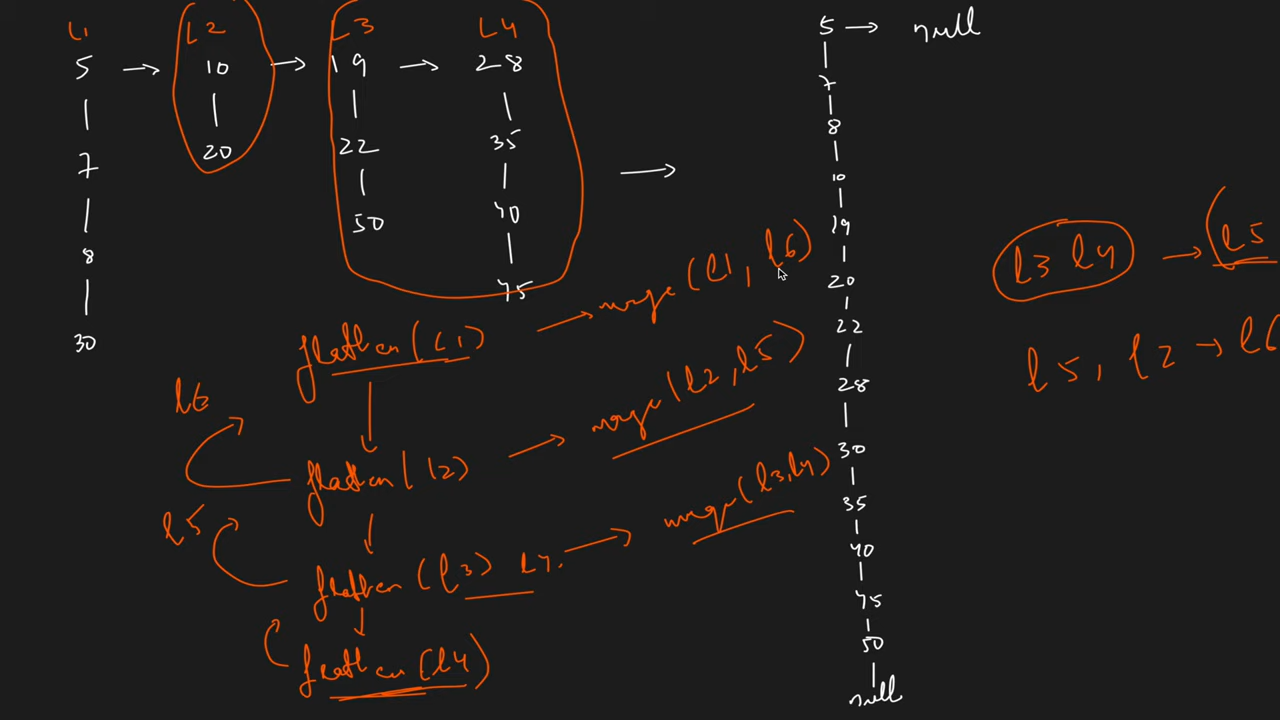 L1 L2 L3 L4
5 → 10 → 19 → 28
7 20 22 35
8 50 40
30 45
→
5 → null
7
8
10
19
20
22
28
30
35
40
45
50
null
flatten (L1) → merge (l1, l6)
l6
flatten (l2) → merge (l2, l5)
l5
flatten (l3) L4. → merge (l3, l4)
flatten (l4)
l3 l4 → (l5
l5, l2 → l6